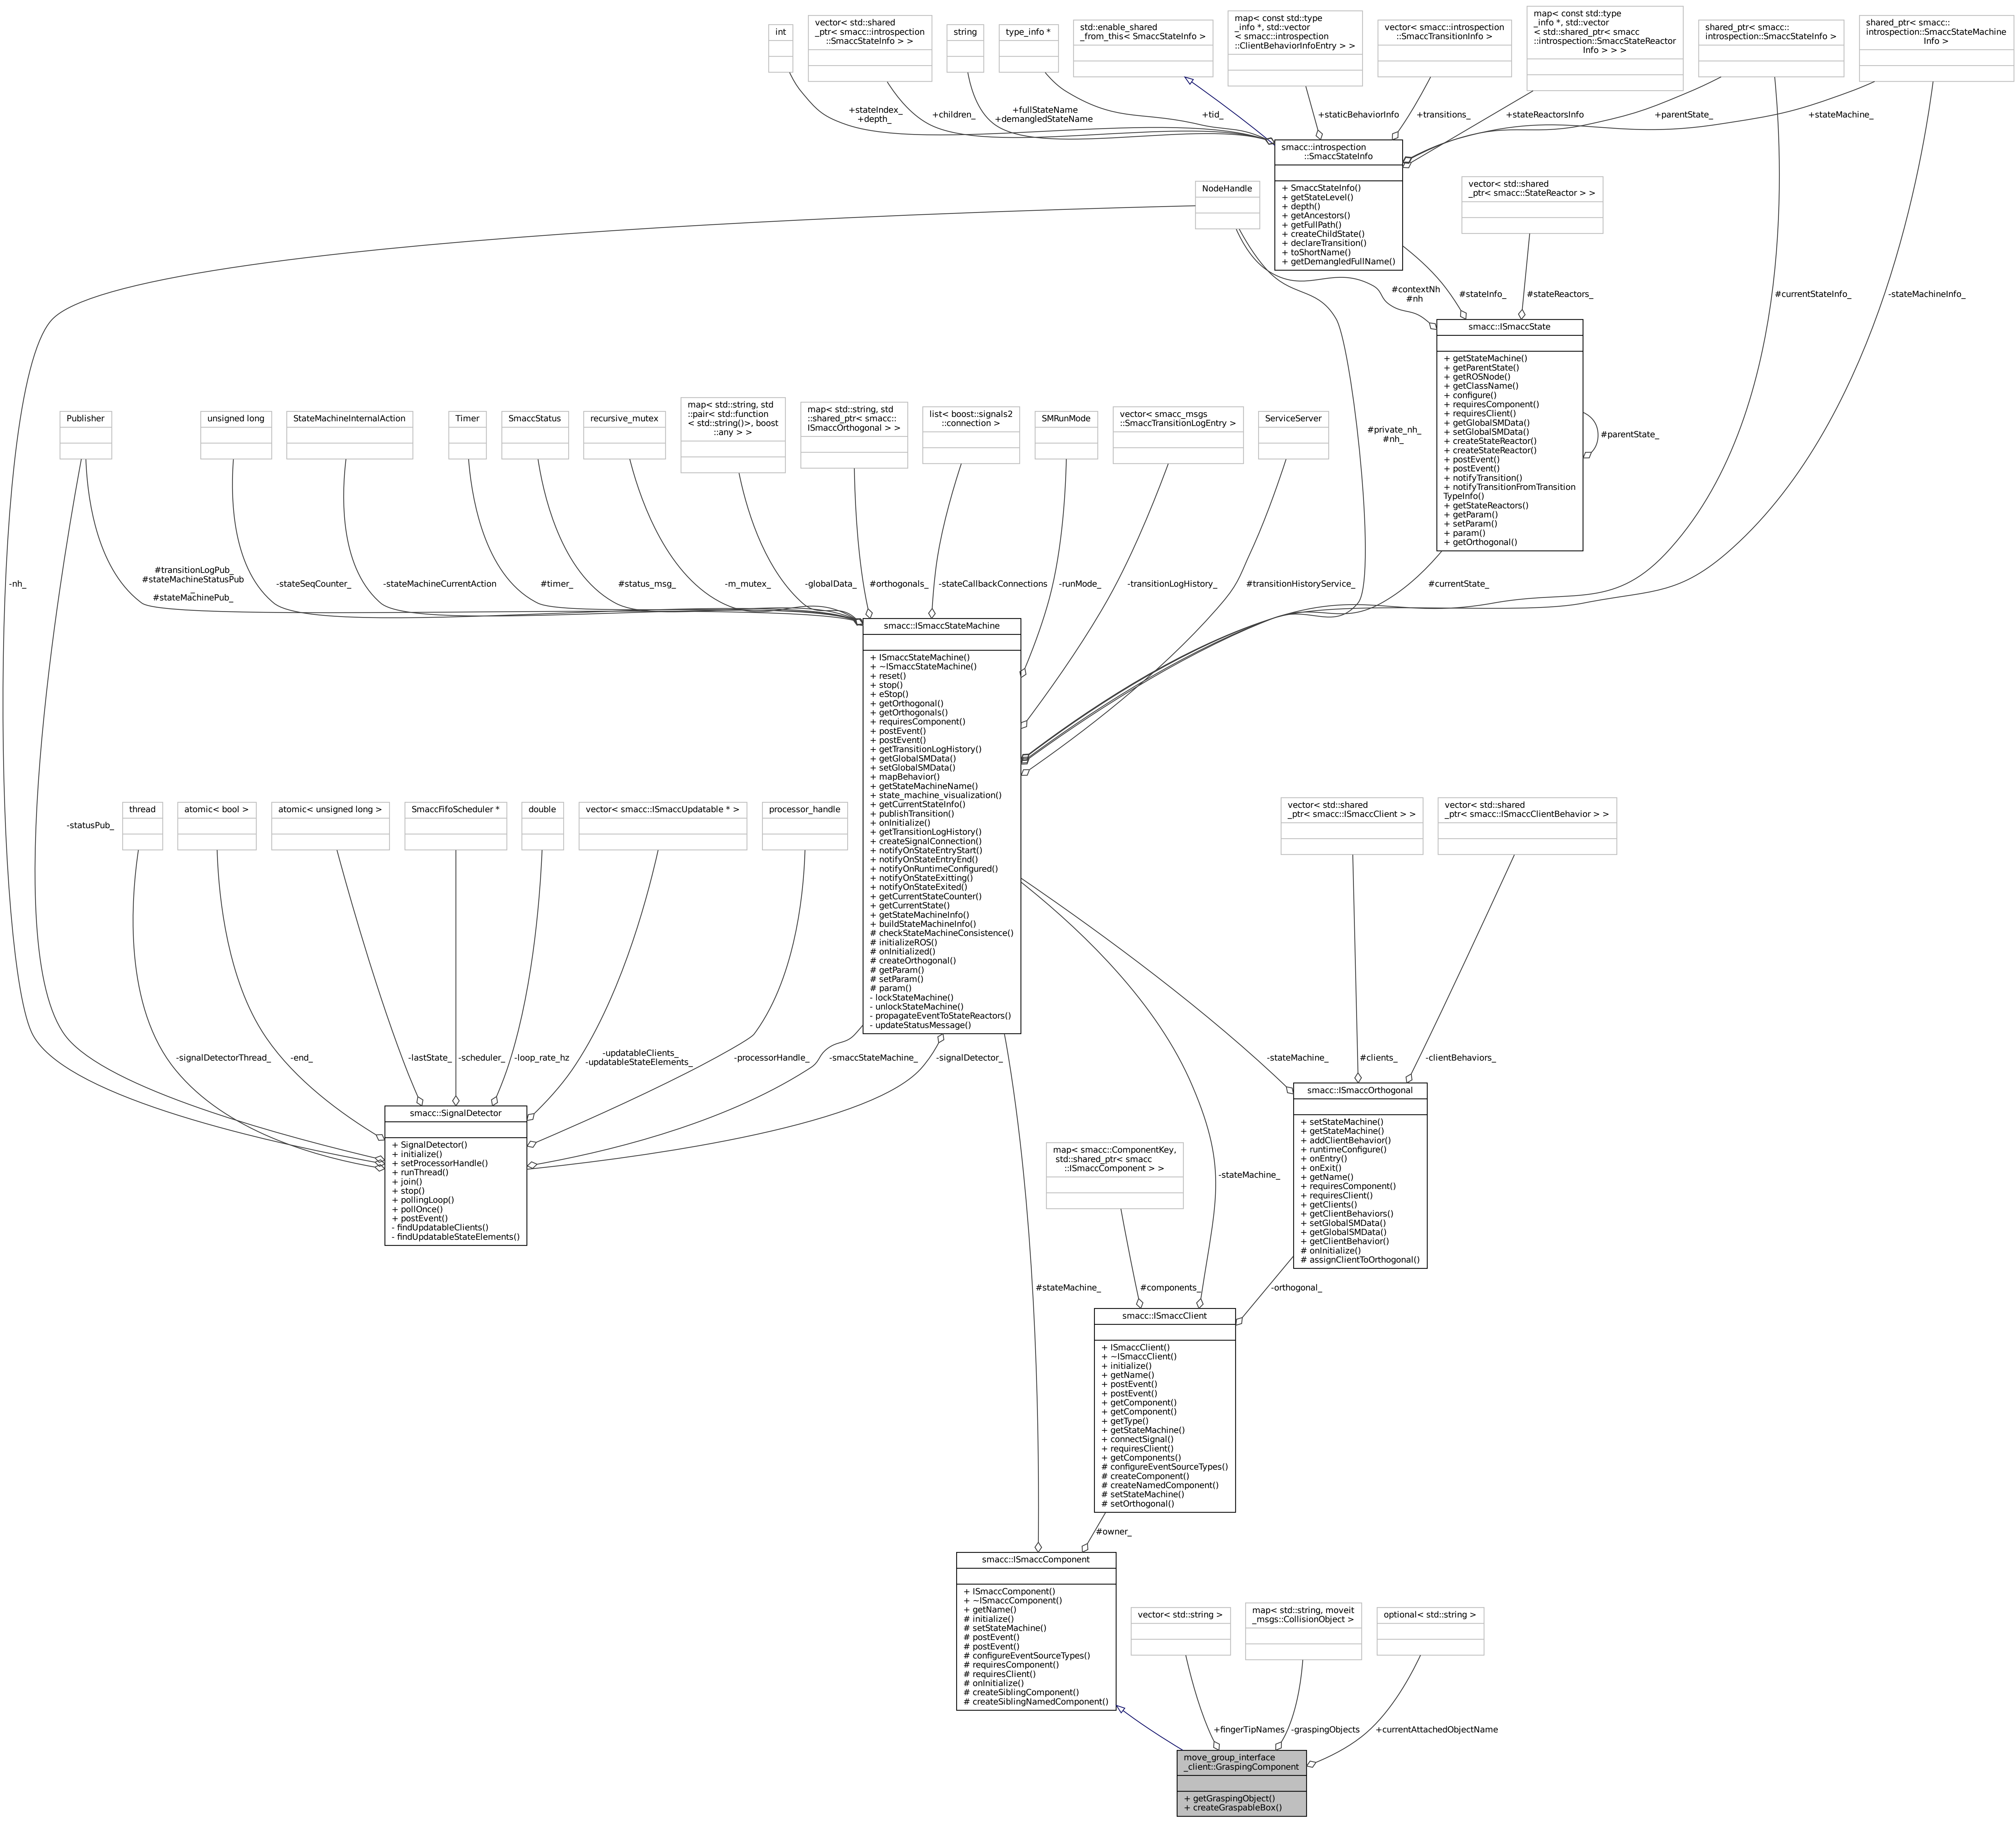 int
vector< std::shared
_ptr< smacc::introspection
::SmaccStateInfo > >
string
type_info *
std::enable_shared
_from_this< SmaccStateInfo >
map< const std::type
_info *, std::vector
< smacc::introspection
::ClientBehaviorInfoEntry > >
vector< smacc::introspection
::SmaccTransitionInfo >
map< const std::type
_info *, std::vector
< std::shared_ptr< smacc
::introspection::SmaccStateReactor
Info > > >
shared_ptr< smacc::
introspection::SmaccStateInfo >
shared_ptr< smacc::
introspection::SmaccStateMachine
Info >
+stateIndex_
+depth_
+children_
+fullStateName
+demangledStateName
+tid_
+staticBehaviorInfo
+transitions_
+stateReactorsInfo
+parentState_
+stateMachine_
smacc::introspection
::SmaccStateInfo
+ SmaccStateInfo()
+ getStateLevel()
+ depth()
+ getAncestors()
+ getFullPath()
+ createChildState()
+ declareTransition()
+ toShortName()
+ getDemangledFullName()
NodeHandle
vector< std::shared
_ptr< smacc::StateReactor > >
#contextNh
#nh
#stateInfo_
#stateReactors_
#currentStateInfo_
-stateMachineInfo_
smacc::ISmaccState
+ getStateMachine()
+ getParentState()
+ getROSNode()
+ getClassName()
+ configure()
+ requiresComponent()
+ requiresClient()
+ getGlobalSMData()
+ setGlobalSMData()
+ createStateReactor()
+ createStateReactor()
+ postEvent()
+ postEvent()
+ notifyTransition()
+ notifyTransitionFromTransition
TypeInfo()
+ getStateReactors()
+ getParam()
+ setParam()
+ param()
+ getOrthogonal()
#parentState_
Publisher
unsigned long
StateMachineInternalAction
Timer
SmaccStatus
recursive_mutex
map< std::string, std
::pair< std::function
< std::string()>, boost
::any > >
map< std::string, std
::shared_ptr< smacc::
ISmaccOrthogonal > >
list< boost::signals2
::connection >
SMRunMode
vector< smacc_msgs
::SmaccTransitionLogEntry >
ServiceServer
#private_nh_
#nh_
-nh_
#transitionLogPub_
#stateMachineStatusPub
_
#stateMachinePub_
-stateSeqCounter_
-stateMachineCurrentAction
#timer_
#status_msg_
-m_mutex_
-globalData_
#orthogonals_
-stateCallbackConnections
-runMode_
-transitionLogHistory_
#transitionHistoryService_
#currentState_
smacc::ISmaccStateMachine
+ ISmaccStateMachine()
+ ~ISmaccStateMachine()
+ reset()
+ stop()
+ eStop()
+ getOrthogonal()
+ getOrthogonals()
+ requiresComponent()
+ postEvent()
+ postEvent()
+ getTransitionLogHistory()
+ getGlobalSMData()
+ setGlobalSMData()
+ mapBehavior()
+ getStateMachineName()
+ state_machine_visualization()
+ getCurrentStateInfo()
+ publishTransition()
+ onInitialize()
+ getTransitionLogHistory()
+ createSignalConnection()
+ notifyOnStateEntryStart()
+ notifyOnStateEntryEnd()
+ notifyOnRuntimeConfigured()
+ notifyOnStateExitting()
+ notifyOnStateExited()
+ getCurrentStateCounter()
+ getCurrentState()
+ getStateMachineInfo()
+ buildStateMachineInfo()
# checkStateMachineConsistence()
# initializeROS()
# onInitialized()
# createOrthogonal()
# getParam()
# setParam()
# param()
- lockStateMachine()
- unlockStateMachine()
- propagateEventToStateReactors()
- updateStatusMessage()
-statusPub_
thread
atomic< bool >
atomic< unsigned long >
SmaccFifoScheduler *
double
vector< smacc::ISmaccUpdatable * >
processor_handle
vector< std::shared
_ptr< smacc::ISmaccClient > >
vector< std::shared
_ptr< smacc::ISmaccClientBehavior > >
-signalDetectorThread_
-end_
-lastState_
-scheduler_
-loop_rate_hz
-updatableClients_
-updatableStateElements_
-processorHandle_
-smaccStateMachine_
-signalDetector_
-stateMachine_
#clients_
-clientBehaviors_
smacc::SignalDetector
+ SignalDetector()
+ initialize()
+ setProcessorHandle()
+ runThread()
+ join()
+ stop()
+ pollingLoop()
+ pollOnce()
+ postEvent()
- findUpdatableClients()
- findUpdatableStateElements()
smacc::ISmaccOrthogonal
+ setStateMachine()
+ getStateMachine()
+ addClientBehavior()
+ runtimeConfigure()
+ onEntry()
+ onExit()
+ getName()
+ requiresComponent()
+ requiresClient()
+ getClients()
+ getClientBehaviors()
+ setGlobalSMData()
+ getGlobalSMData()
+ getClientBehavior()
# onInitialize()
# assignClientToOrthogonal()
map< smacc::ComponentKey,
std::shared_ptr< smacc
::ISmaccComponent > >
-stateMachine_
#stateMachine_
#components_
-orthogonal_
smacc::ISmaccClient
+ ISmaccClient()
+ ~ISmaccClient()
+ initialize()
+ getName()
+ postEvent()
+ postEvent()
+ getComponent()
+ getComponent()
+ getType()
+ getStateMachine()
+ connectSignal()
+ requiresClient()
+ getComponents()
# configureEventSourceTypes()
# createComponent()
# createNamedComponent()
# setStateMachine()
# setOrthogonal()
#owner_
smacc::ISmaccComponent
+ ISmaccComponent()
+ ~ISmaccComponent()
+ getName()
# initialize()
# setStateMachine()
# postEvent()
# postEvent()
# configureEventSourceTypes()
# requiresComponent()
# requiresClient()
# onInitialize()
# createSiblingComponent()
# createSiblingNamedComponent()
vector< std::string >
map< std::string, moveit
_msgs::CollisionObject >
optional< std::string >
+fingerTipNames
-graspingObjects
+currentAttachedObjectName
move_group_interface
_client::GraspingComponent
+ getGraspingObject()
+ createGraspableBox()